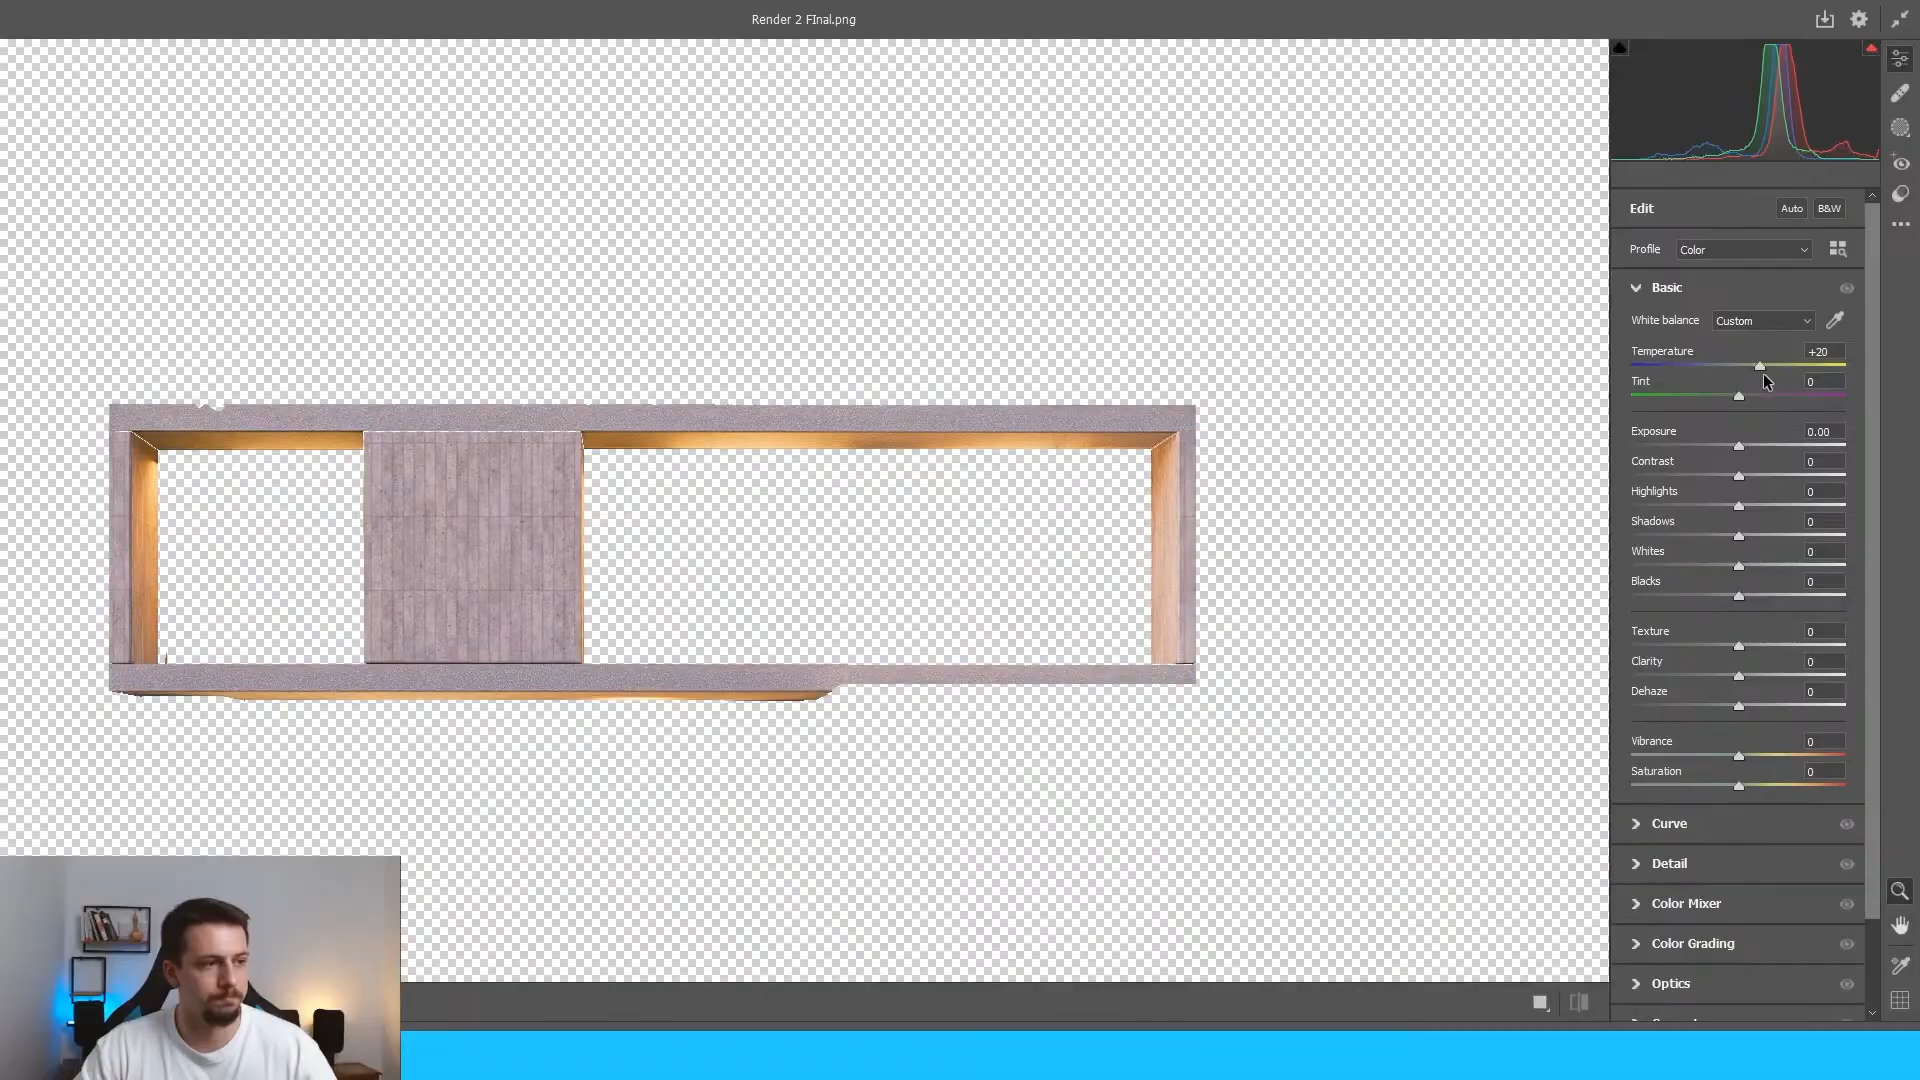 Render 2 FInal.png
Edit
Auto
B&W
Profile
Color
Basic
White balance
Custom
Temperature
+20
Tint
0
Exposure
0.00
Contrast
0
Highlights
0
Shadows
0
Whites
0
Blacks
0
Texture
0
Clarity
0
Dehaze
0
Vibrance
0
Saturation
0
Curve
Detail
Color Mixer
Color Grading
Optics